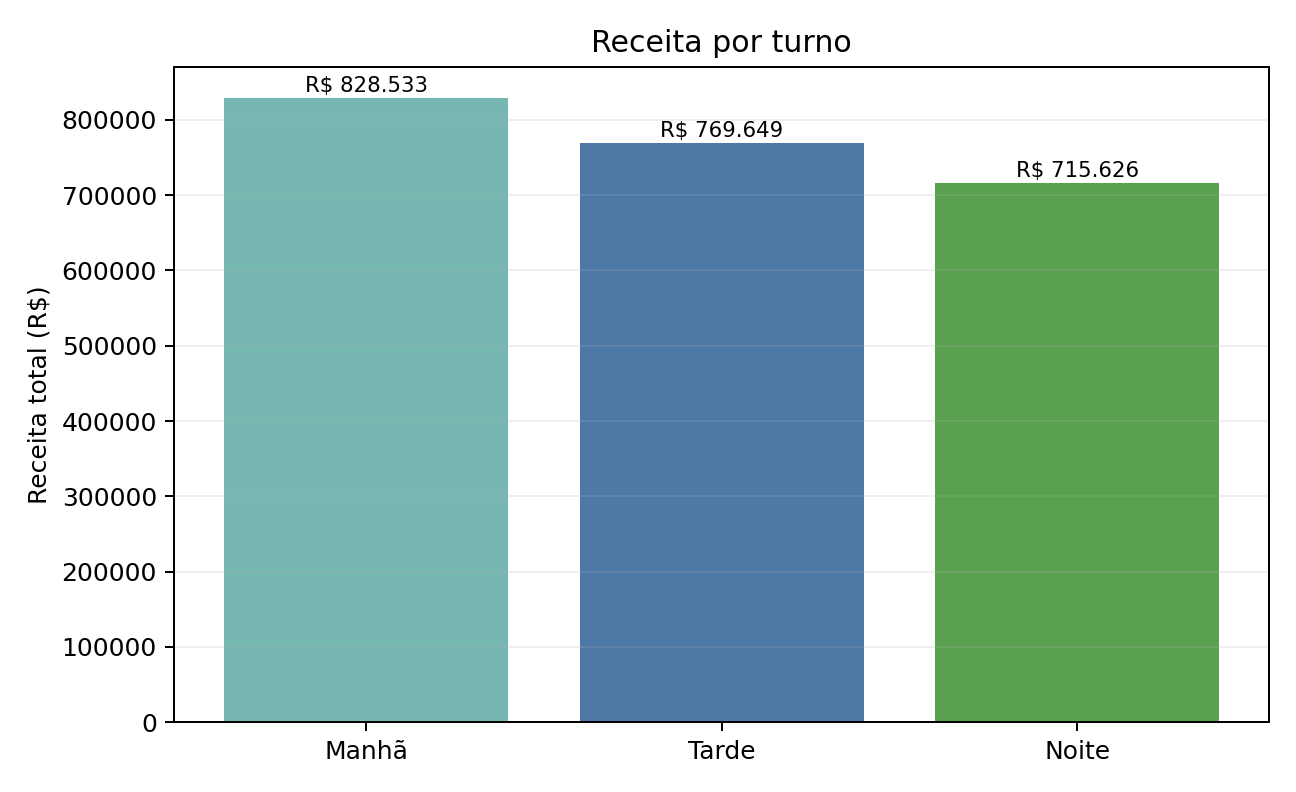 Receita por turno
R$ 828.533
R$ 769.649
R$ 715.626
Receita total (R$)
800000
700000
600000
500000
400000
300000
200000
100000
0
Manhã
Tarde
Noite